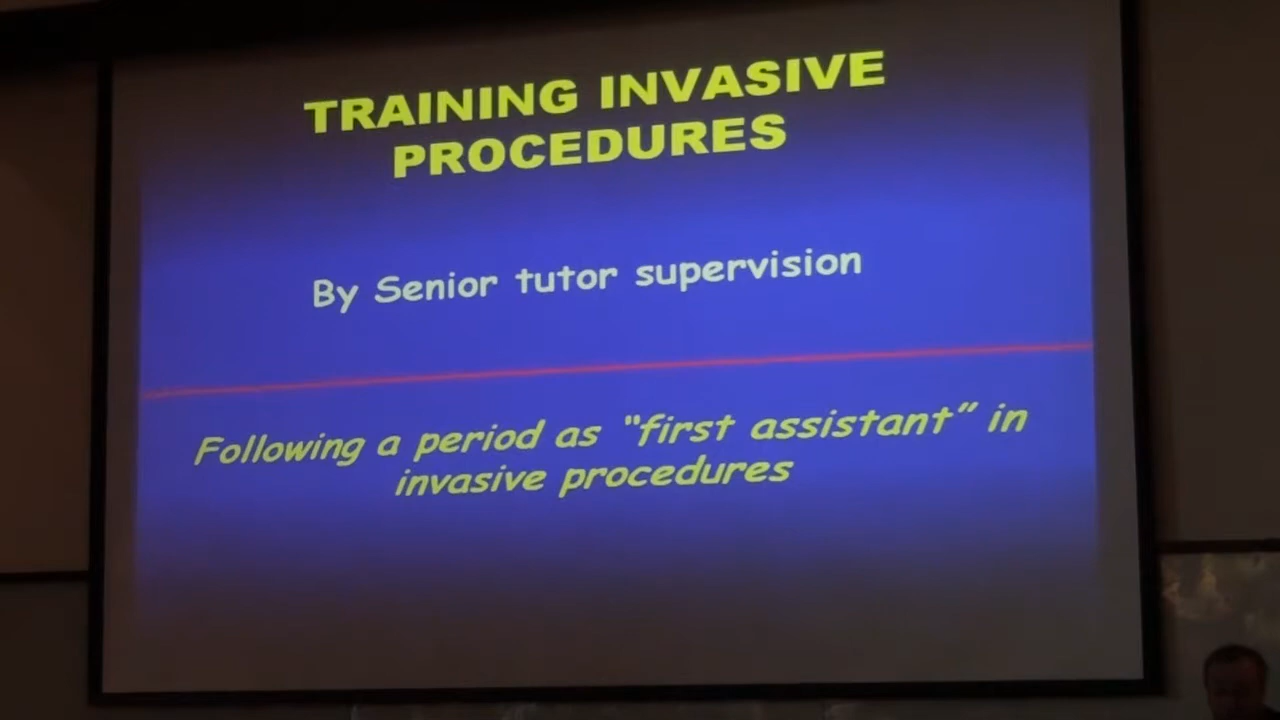 TRAINING INVASIVE
PROCEDURES
By Senior tutor supervision
Following a period as “first assistant” in
invasive procedures